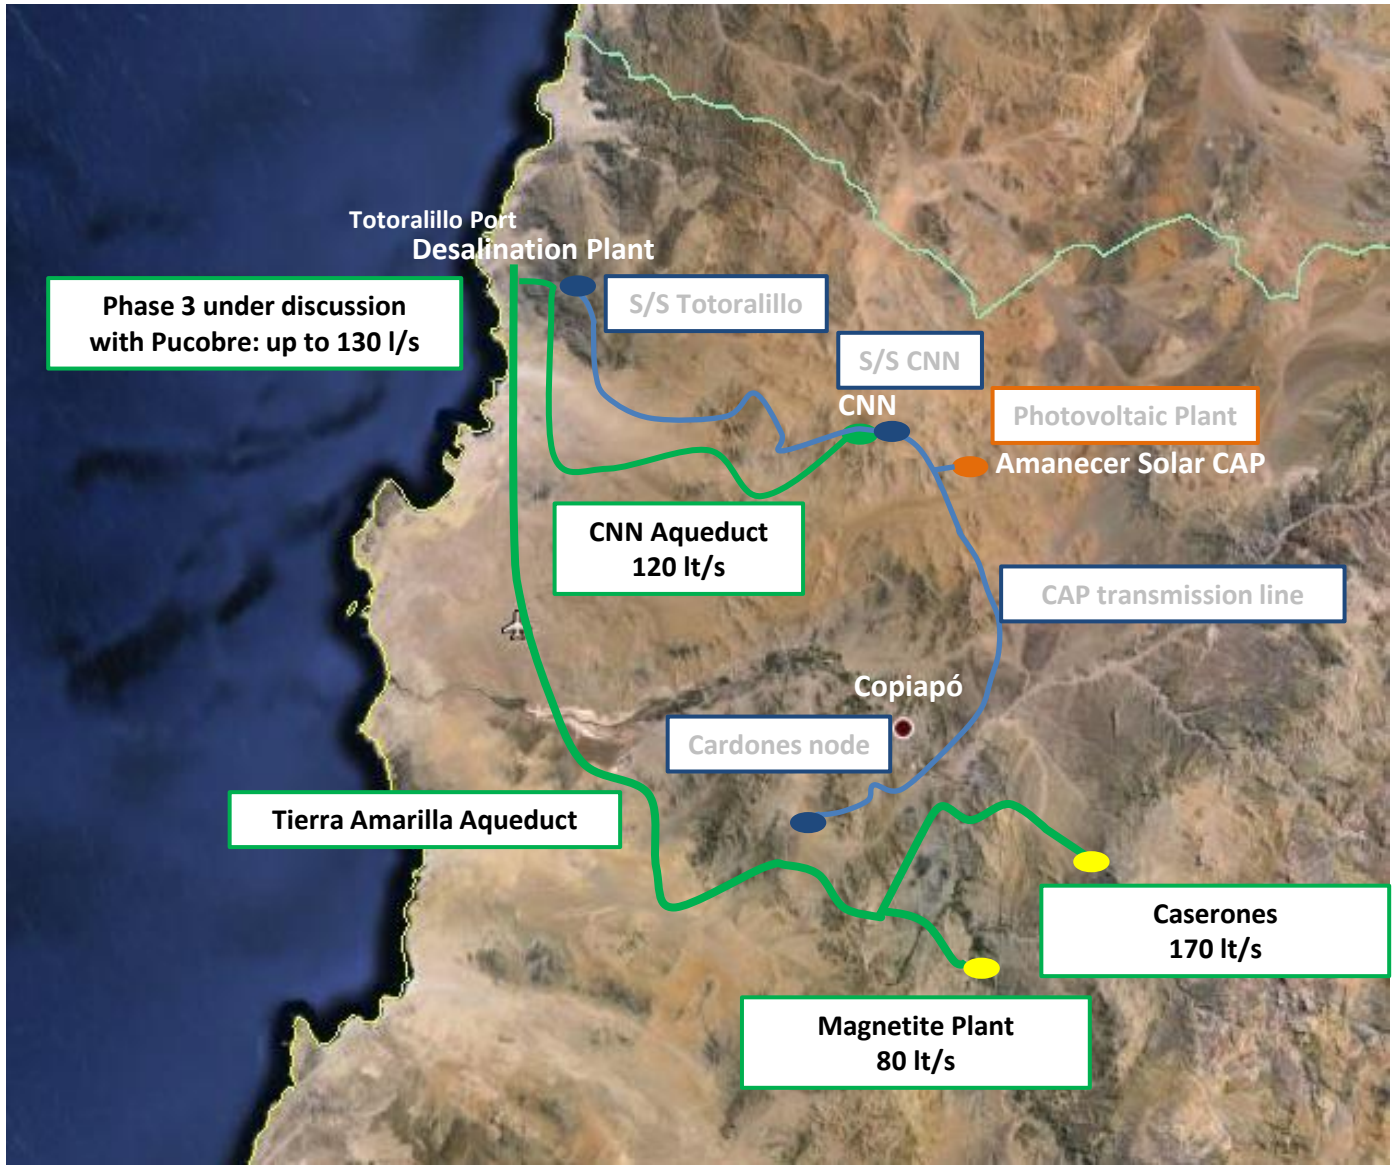 Totoralillo Port
Desalination Plant
Phase 3 under discussion
with Pucobre: up to 130 l/s
S/S Totoralillo
S/S CNN
CNN
Photovoltaic Plant
Amanecer Solar CAP
CNN Aqueduct
120 lt/s
CAP transmission line
Copiapó
Cardones node
Tierra Amarilla Aqueduct
Caserones
170 lt/s
Magnetite Plant
80 lt/s